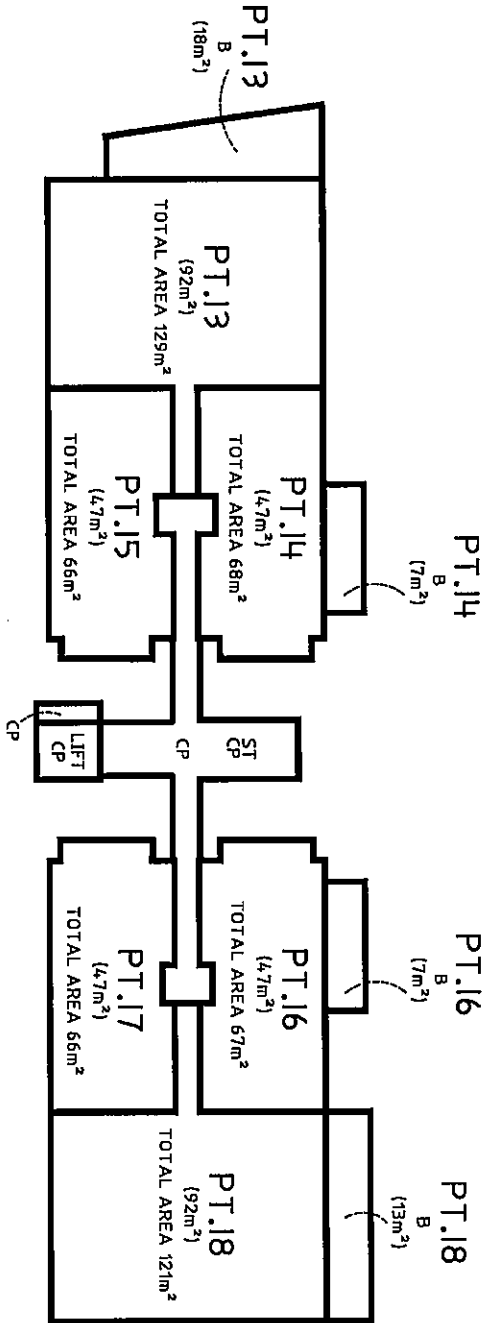 PT.13
B
(18m²)
PT.14
B
(7m²)
PT.16
B
(7m²)
PT.18
B
(13m²)
PT.13
(92m²)
TOTAL AREA 129m²
PT.14
(47m²)
TOTAL AREA 68m²
PT.15
(47m²)
TOTAL AREA 66m²
ST
CP
CP
LIFT
CP
CP
PT.16
(47m²)
TOTAL AREA 67m²
PT.17
(47m²)
TOTAL AREA 66m²
PT.18
(92m²)
TOTAL AREA 121m²